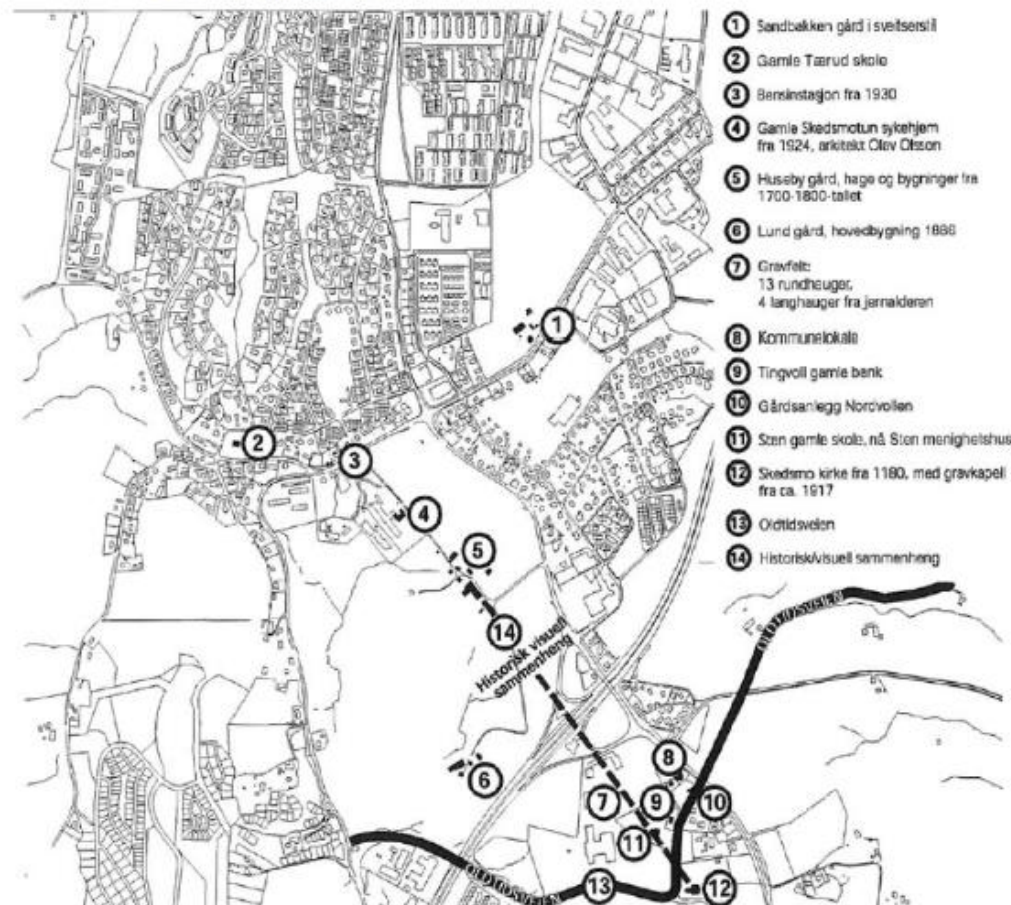 1 Sandbakken gård i sveitserstil
2 Gamle Tærud skole
3 Bensinstasjon fra 1930
4 Gamle Skedsmotun sykehjem
fra 1924, arkitekt Olav Olsson
5 Huseby gård, hage og bygninger fra
1700-1800-tallet
6 Lund gård, hovedbygning 1886
7 Gravfelt:
13 rundhauger,
4 langhauger fra jernalderen
8 Kommunelokale
9 Tingvoll gamle bank
10 Gårdsanlegg Nordvollen
11 Sten gamle skole, nå Sten menighetshus
12 Skedsmo kirke fra 1180, med gravkapell
fra ca. 1917
13 Oldtidsveien
14 Historisk/visuell sammenheng
1
2
3
4
5
14
Historisk visuell
sammenheng
OLDTIDSVEIEN
6
8
7
9
10
11
OLDTIDSVEIEN
13
12